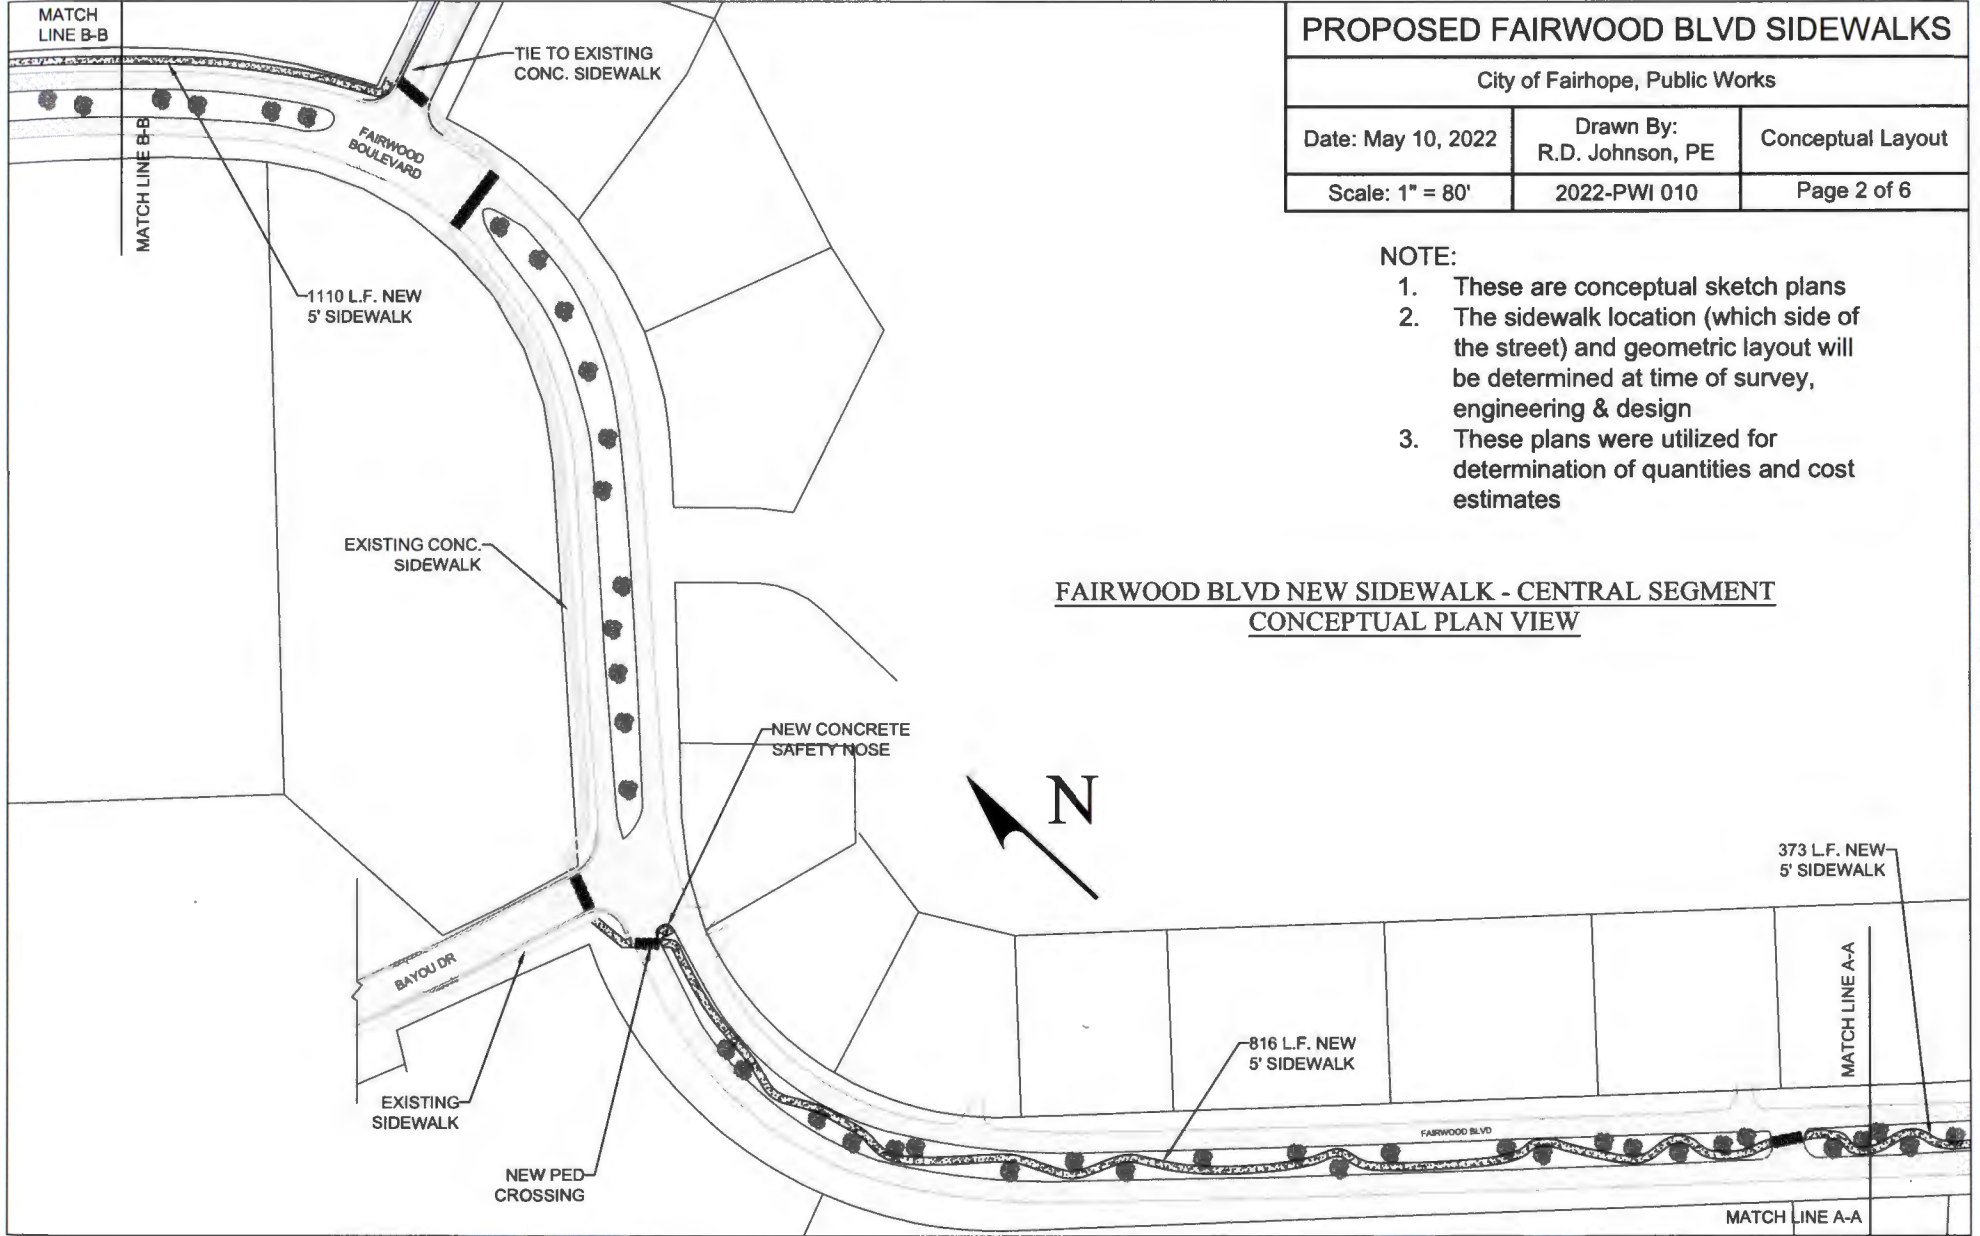 MATCH
LINE B-B
TIE TO EXISTING
CONC. SIDEWALK
PROPOSED FAIRWOOD BLVD SIDEWALKS
City of Fairhope, Public Works
Date: May 10, 2022
Drawn By:
R.D. Johnson, PE
Conceptual Layout
Scale: 1" = 80'
2022-PWI 010
Page 2 of 6
MATCH LINE B-B
FAIRWOOD
BOULEVARD
1110 L.F. NEW
5' SIDEWALK
NOTE:
1. These are conceptual sketch plans
2. The sidewalk location (which side of
the street) and geometric layout will
be determined at time of survey,
engineering & design
3. These plans were utilized for
determination of quantities and cost
estimates
EXISTING CONC.
SIDEWALK
FAIRWOOD BLVD NEW SIDEWALK - CENTRAL SEGMENT
CONCEPTUAL PLAN VIEW
NEW CONCRETE
SAFETY NOSE
N
373 L.F. NEW
5' SIDEWALK
BAYOU DR
MATCH LINE A-A
816 L.F. NEW
5' SIDEWALK
EXISTING
SIDEWALK
FAIRWOOD BLVD
NEW PED
CROSSING
MATCH LINE A-A